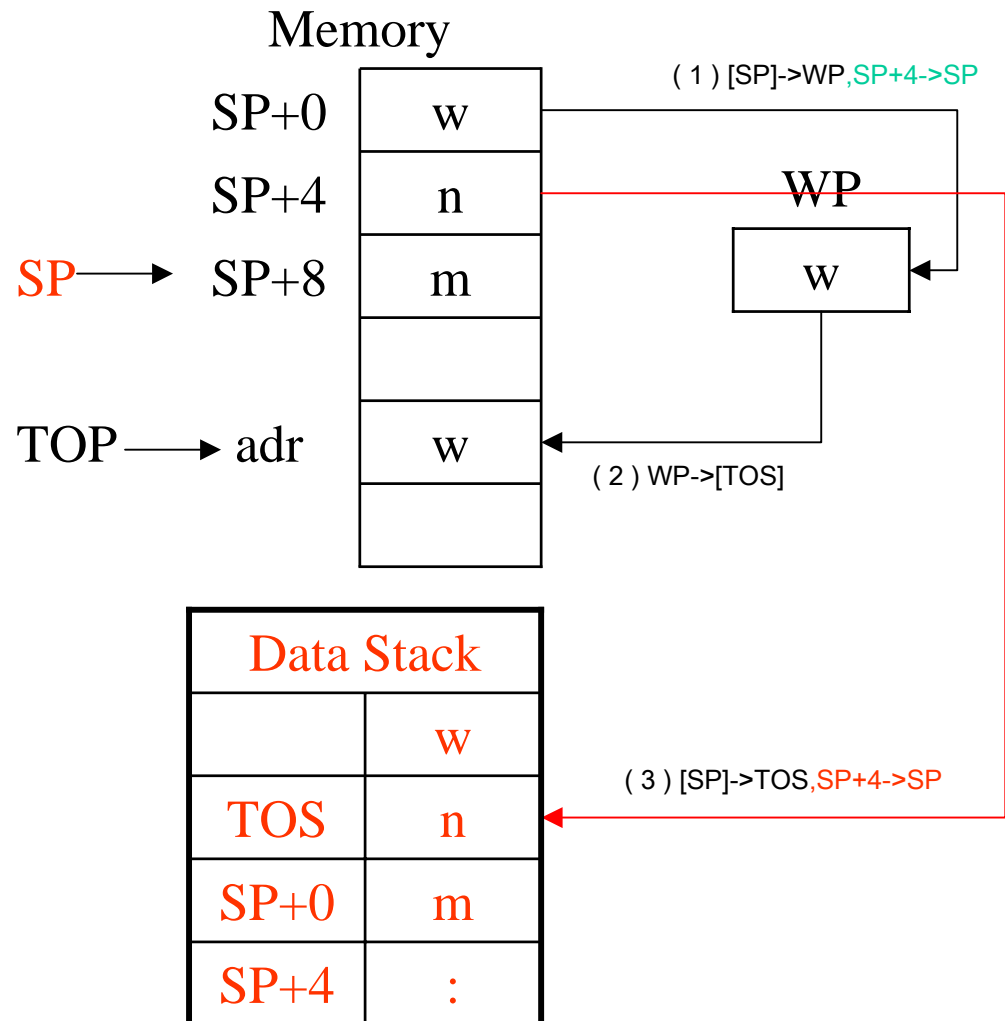 Memory
( 1 ) [SP]->WP,SP+4->SP
SP+0 w
SP+4 n
WP
SP SP+8 m
w
TOP adr w
( 2 ) WP->[TOS]
Data Stack
w
( 3 ) [SP]->TOS,SP+4->SP
TOS n
SP+0 m
SP+4 :